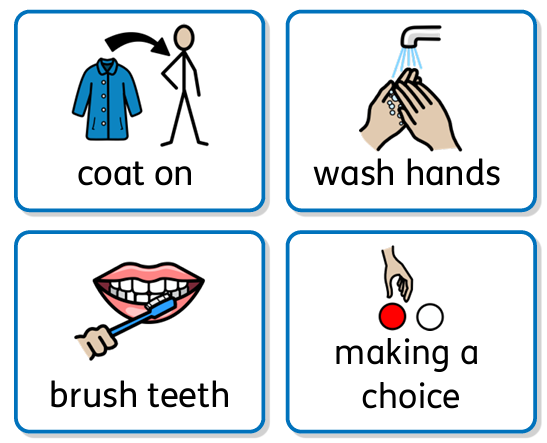 coat on
wash hands
brush teeth
making a
choice